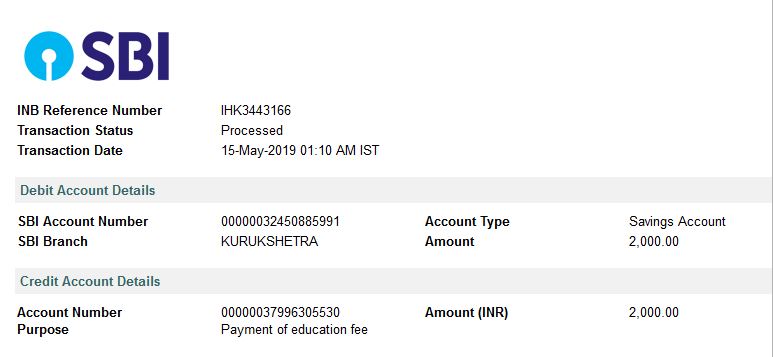 SBI
INB Reference Number IHK3443166
Transaction Status Processed
Transaction Date 15-May-2019 01:10 AM IST
Debit Account Details
SBI Account Number 00000032450885991 Account Type Savings Account
SBI Branch KURUKSHETRA Amount 2,000.00
Credit Account Details
Account Number 00000037996305530 Amount (INR) 2,000.00
Purpose Payment of education fee